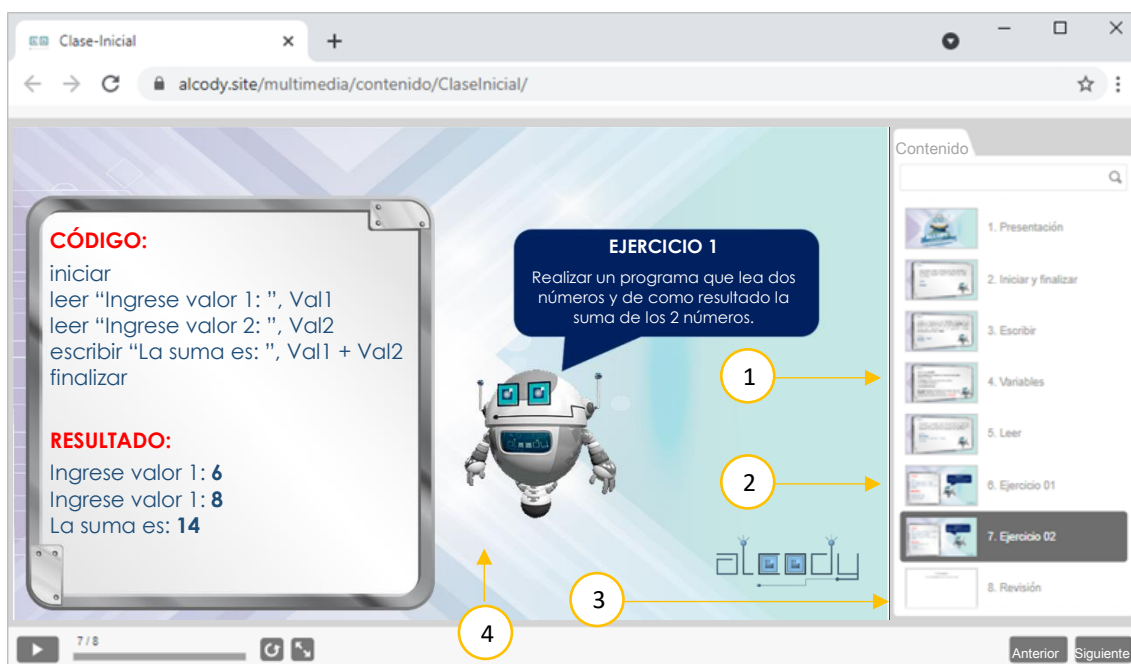 Clase-Inicial
alcody.site/multimedia/contenido/ClaseInicial/
CÓDIGO:
iniciar
leer “Ingrese valor 1: ”, Val1
leer “Ingrese valor 2: ”, Val2
escribir “La suma es: ”, Val1 + Val2
finalizar
RESULTADO:
Ingrese valor 1: 6
Ingrese valor 1: 8
La suma es: 14
EJERCICIO 1
Realizar un programa que lea dos
números y de como resultado la
suma de los 2 números.
1
2
3
4
alcody
Contenido
1. Presentación
2. Iniciar y finalizar
3. Escribir
4. Variables
5. Leer
6. Ejercicio 01
7. Ejercicio 02
8. Revisión
7 / 8
Anterior
Siguiente